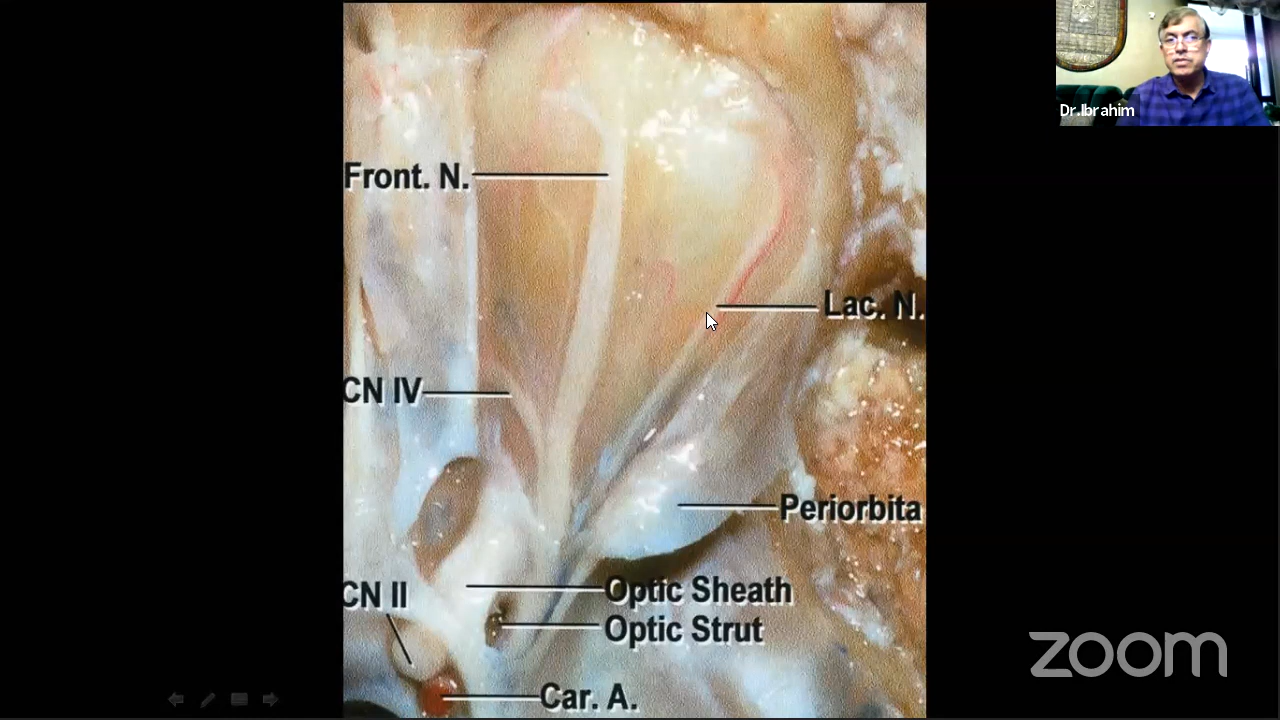 Dr.Ibrahim
Front. N.
Lac. N.
CN IV
Periorbita
CN II
Optic Sheath
Optic Strut
Car. A.
zoom